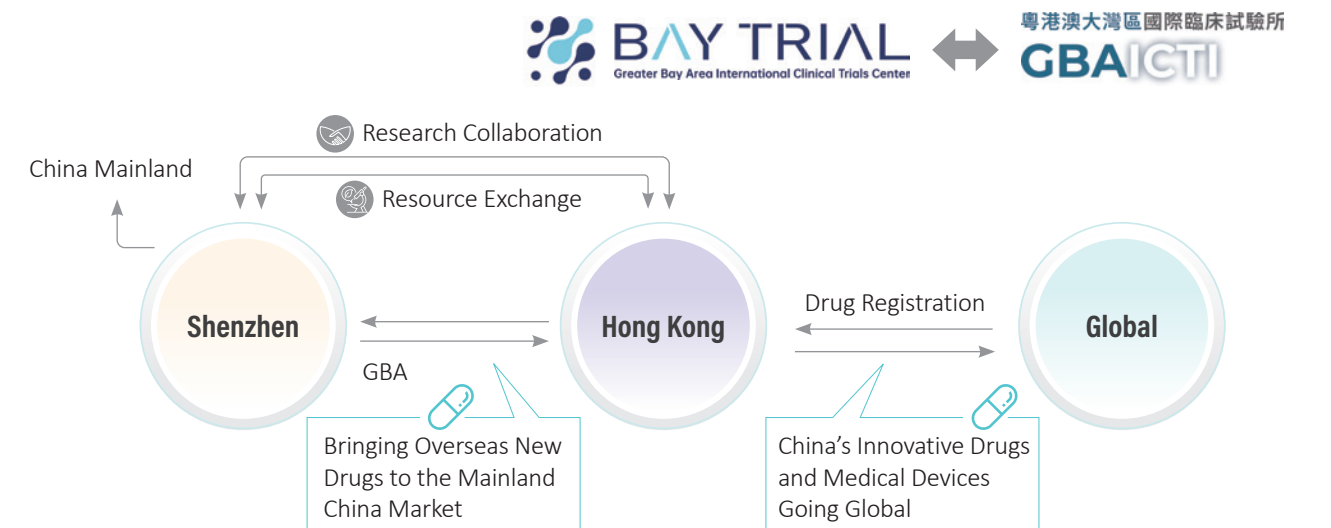 BAY TRIAL
Greater Bay Area International Clinical Trials Center
粵港澳大灣區國際臨床試驗所
GBAICTI
Research Collaboration
China Mainland
Resource Exchange
Shenzhen
Hong Kong
Drug Registration
Global
GBA
Bringing Overseas New
Drugs to the Mainland
China Market
China’s Innovative Drugs
and Medical Devices
Going Global